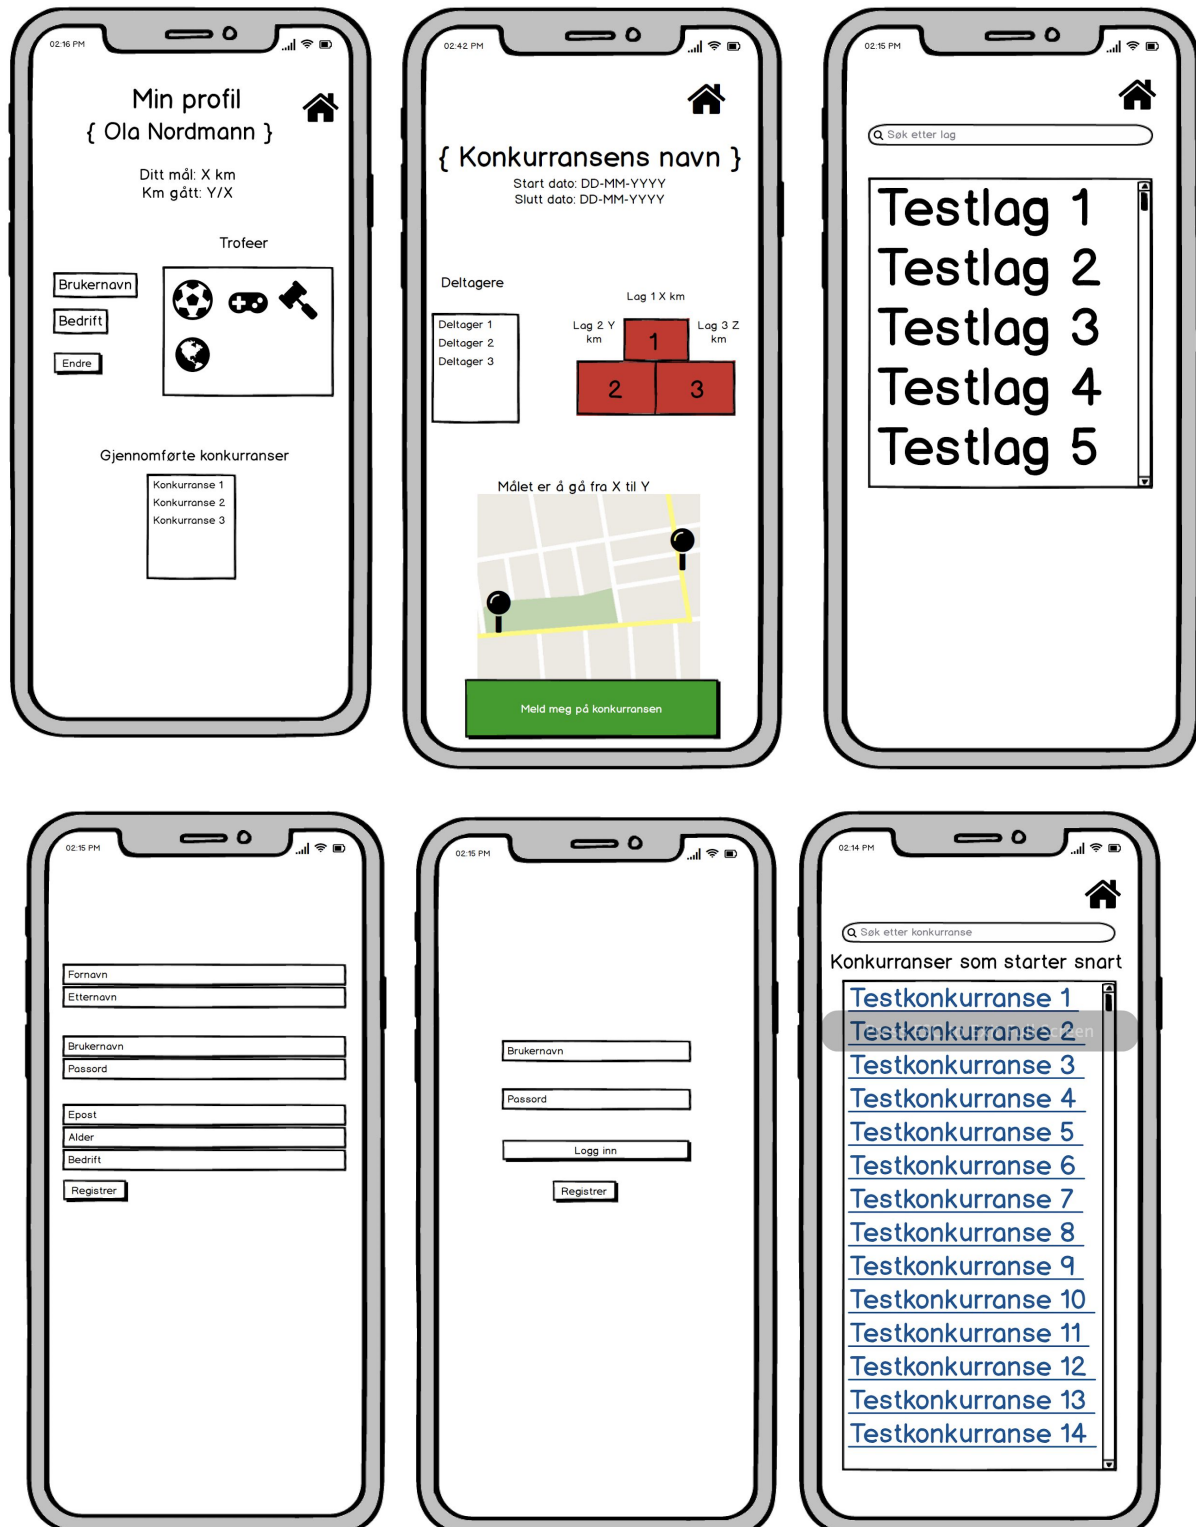 02:16 PM
Min profil
{ Ola Nordmann }
Ditt mål: X km
Km gått: Y/X
Trofeer
Brukernavn
Bedrift
Endre
Gjennomførte konkurranser
Konkurranse 1
Konkurranse 2
Konkurranse 3
02:42 PM
{ Konkurransens navn }
Start dato: DD-MM-YYYY
Slutt dato: DD-MM-YYYY
Deltagere
Deltager 1
Deltager 2
Deltager 3
Lag 1 X km
Lag 2 Y
km
Lag 3 Z
km
1
2
3
Målet er å gå fra X til Y
Meld meg på konkurransen
02:15 PM
Søk etter lag
Testlag 1
Testlag 2
Testlag 3
Testlag 4
Testlag 5
02:15 PM
Fornavn
Etternavn
Brukernavn
Passord
Epost
Alder
Bedrift
Registrer
02:15 PM
Brukernavn
Passord
Logg inn
Registrer
02:14 PM
Søk etter konkurranse
Konkurranser som starter snart
Testkonkurranse 1
Testkonkurranse 2
Testkonkurranse 3
Testkonkurranse 4
Testkonkurranse 5
Testkonkurranse 6
Testkonkurranse 7
Testkonkurranse 8
Testkonkurranse 9
Testkonkurranse 10
Testkonkurranse 11
Testkonkurranse 12
Testkonkurranse 13
Testkonkurranse 14